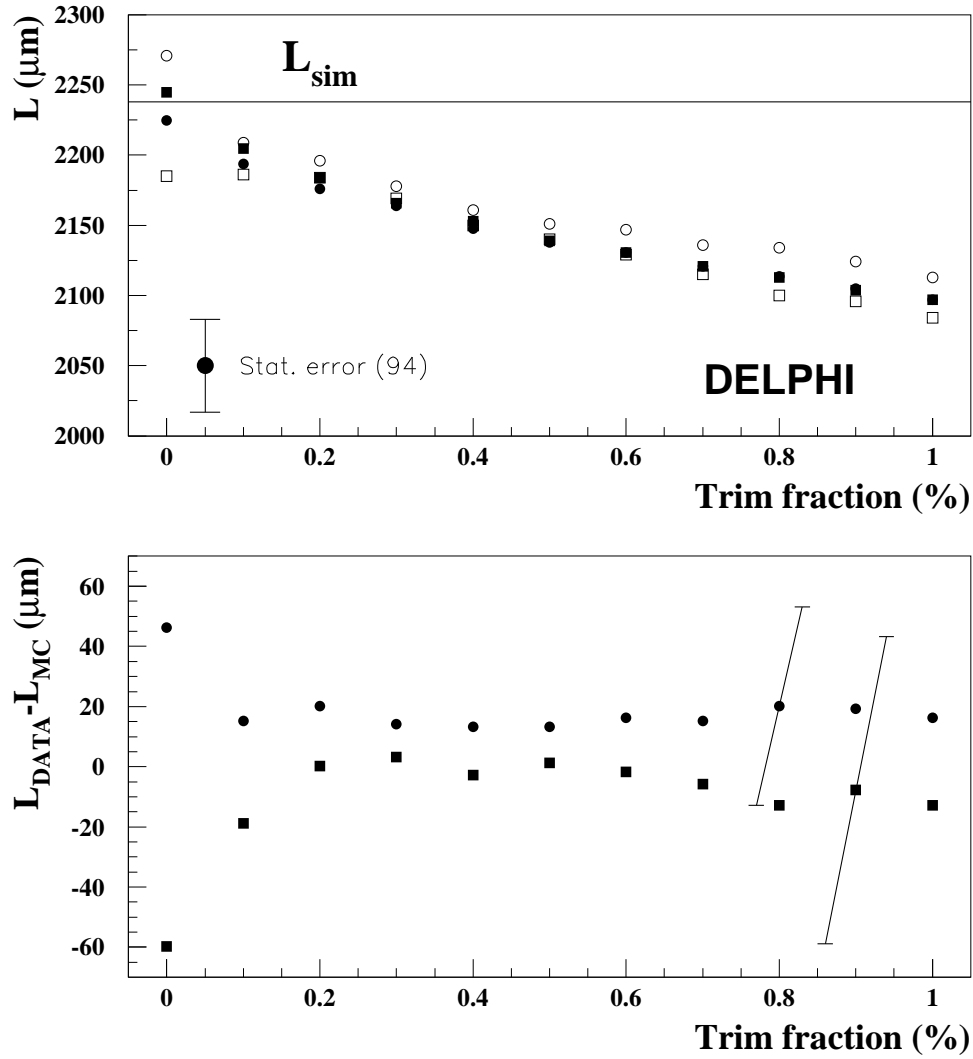 L (μm)
2300
2250
2200
2150
2100
2050
2000
L_sim
Stat. error (94)
DELPHI
0 0.2 0.4 0.6 0.8 1
Trim fraction (%)
L_DATA-L_MC (μm)
60
40
20
0
-20
-40
-60
0 0.2 0.4 0.6 0.8 1
Trim fraction (%)